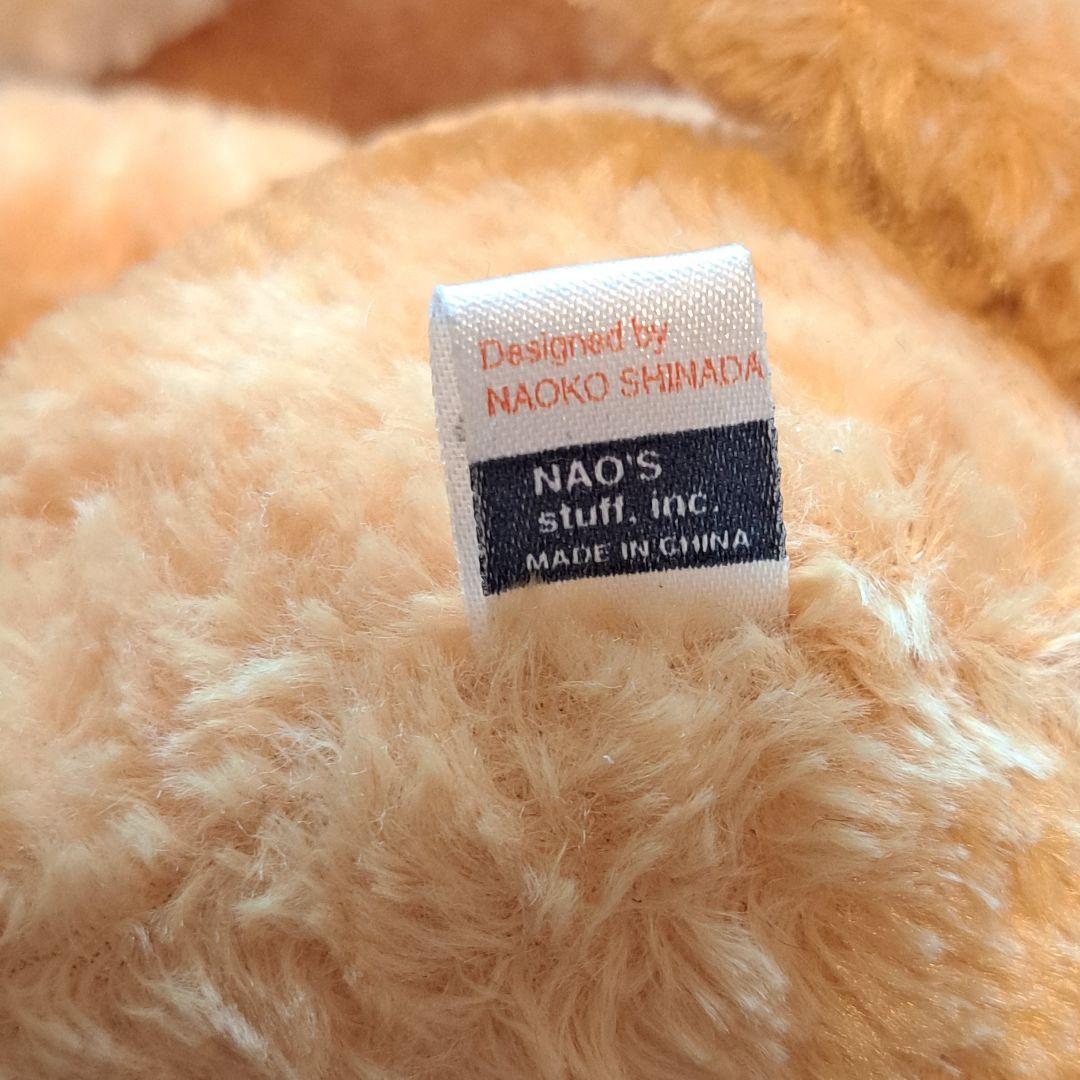 Designed by
NAOKO SHINADA
NAO'S
stuff, inc.
MADE IN CHINA